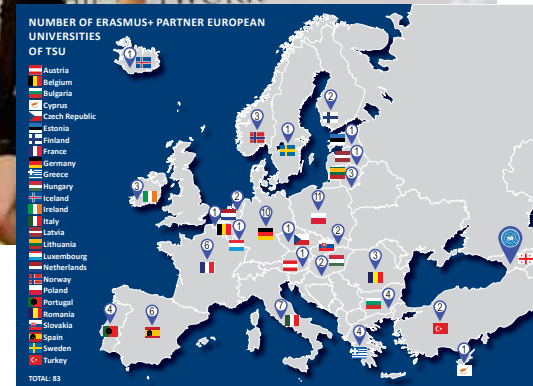 NUMBER OF ERASMUS+ PARTNER EUROPEAN
UNIVERSITIES
OF TSU
Austria
Belgium
Bulgaria
Cyprus
Czech Republic
Estonia
Finland
France
Germany
Greece
Hungary
Iceland
Ireland
Italy
Latvia
Lithuania
Luxembourg
Netherlands
Norway
Poland
Portugal
Romania
Slovakia
Spain
Sweden
Turkey
TOTAL: 83
1
2
3
1
1
1
3
3
2
11
1
10
1
6
1
2
1
2
3
4
6
7
4
4
2
1